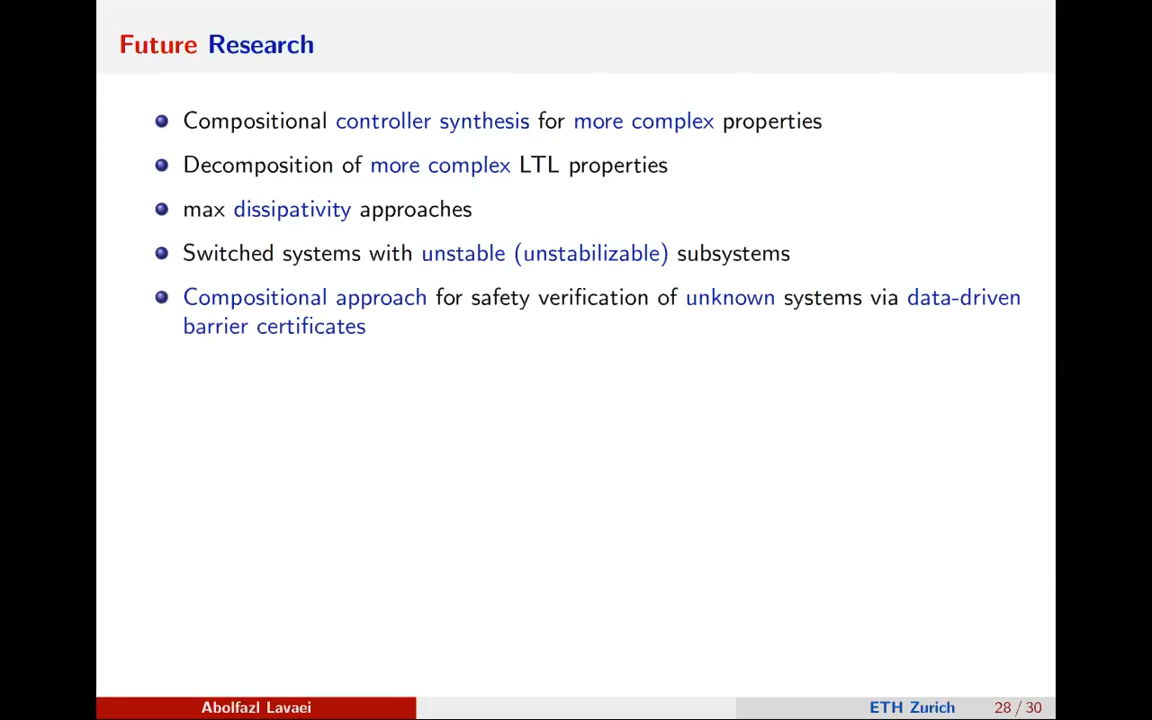 Future Research
Compositional controller synthesis for more complex properties
Decomposition of more complex LTL properties
max dissipativity approaches
Switched systems with unstable (unstabilizable) subsystems
Compositional approach for safety verification of unknown systems via data-driven
barrier certificates
Abolfazl Lavaei ETH Zurich 28 / 30